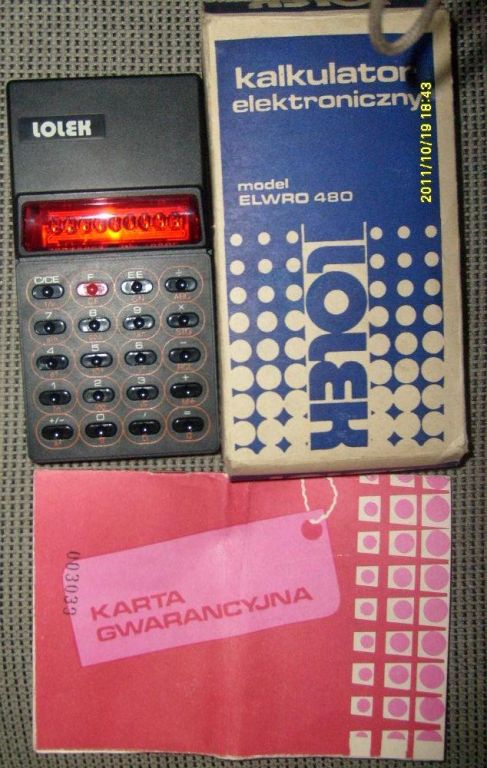 LOLEK
C/CE F EE ÷
7 8 9
4 5 6 -
1 2 3 +
+/- 0 =
kalkulator
elektroniczny
model
ELWRO 480
LOLEK
2011/10/19 18:43
003033
KARTA
GWARANCYJNA